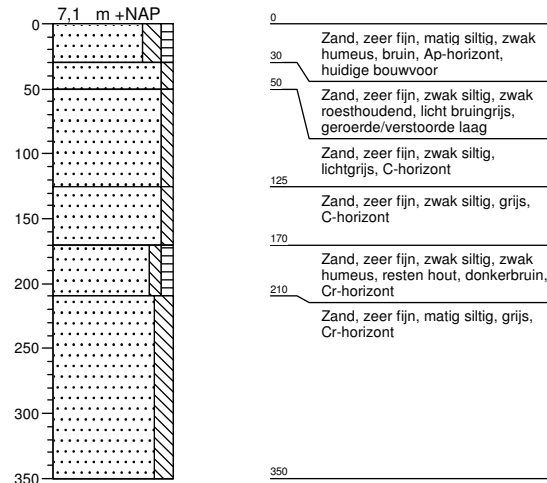 7,1 m +NAP
0
50
100
150
200
250
300
350
0
Zand, zeer fijn, matig siltig, zwak
humeus, bruin, Ap-horizont,
huidige bouwvoor
30
Zand, zeer fijn, zwak siltig, zwak
roesthoudend, licht bruingrijs,
geroerde/verstoorde laag
50
Zand, zeer fijn, zwak siltig,
lichtgrijs, C-horizont
125
Zand, zeer fijn, zwak siltig, grijs,
C-horizont
170
Zand, zeer fijn, zwak siltig, zwak
humeus, resten hout, donkerbruin,
Cr-horizont
210
Zand, zeer fijn, matig siltig, grijs,
Cr-horizont
350